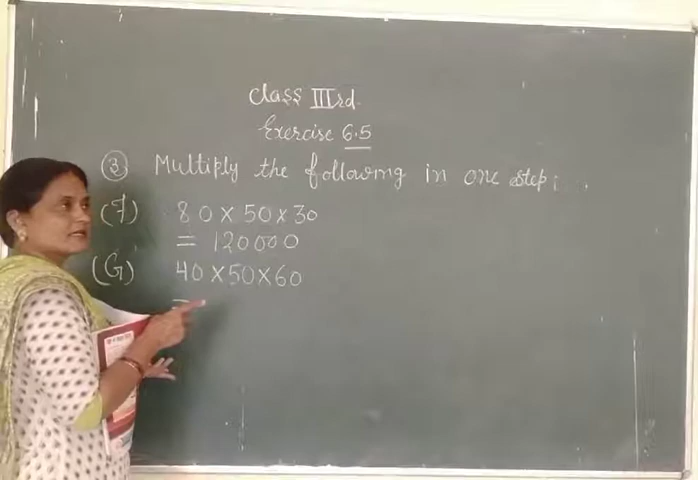 Class IIIrd
Exercise 6.5
③ Multiply the following in one step:
(F) 80 × 50 × 30
= 120000
(G) 40 × 50 × 60
=